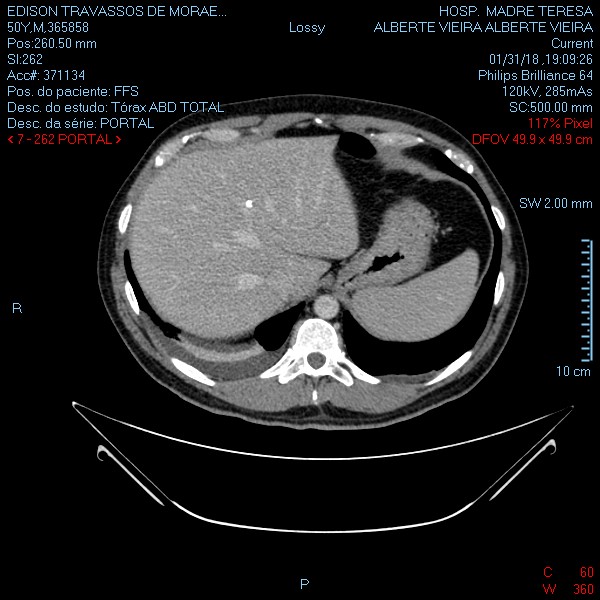 EDISON TRAVASSOS DE MORAE...
50Y,M,365858
Pos:260.50 mm
Sl:262
Acc#: 371134
Pos. do paciente: FFS
Desc. do estudo: Tórax ABD TOTAL
Desc. da série: PORTAL
< 7 - 262 PORTAL >
Lossy
HOSP. MADRE TERESA
ALBERTE VIEIRA ALBERTE VIEIRA
Current
01/31/18 ,19:09:26
Philips Brilliance 64
120kV, 285mAs
SC:500.00 mm
117% Pixel
DFOV 49.9 x 49.9 cm
SW 2.00 mm
R
10 cm
P
C 60
W 360